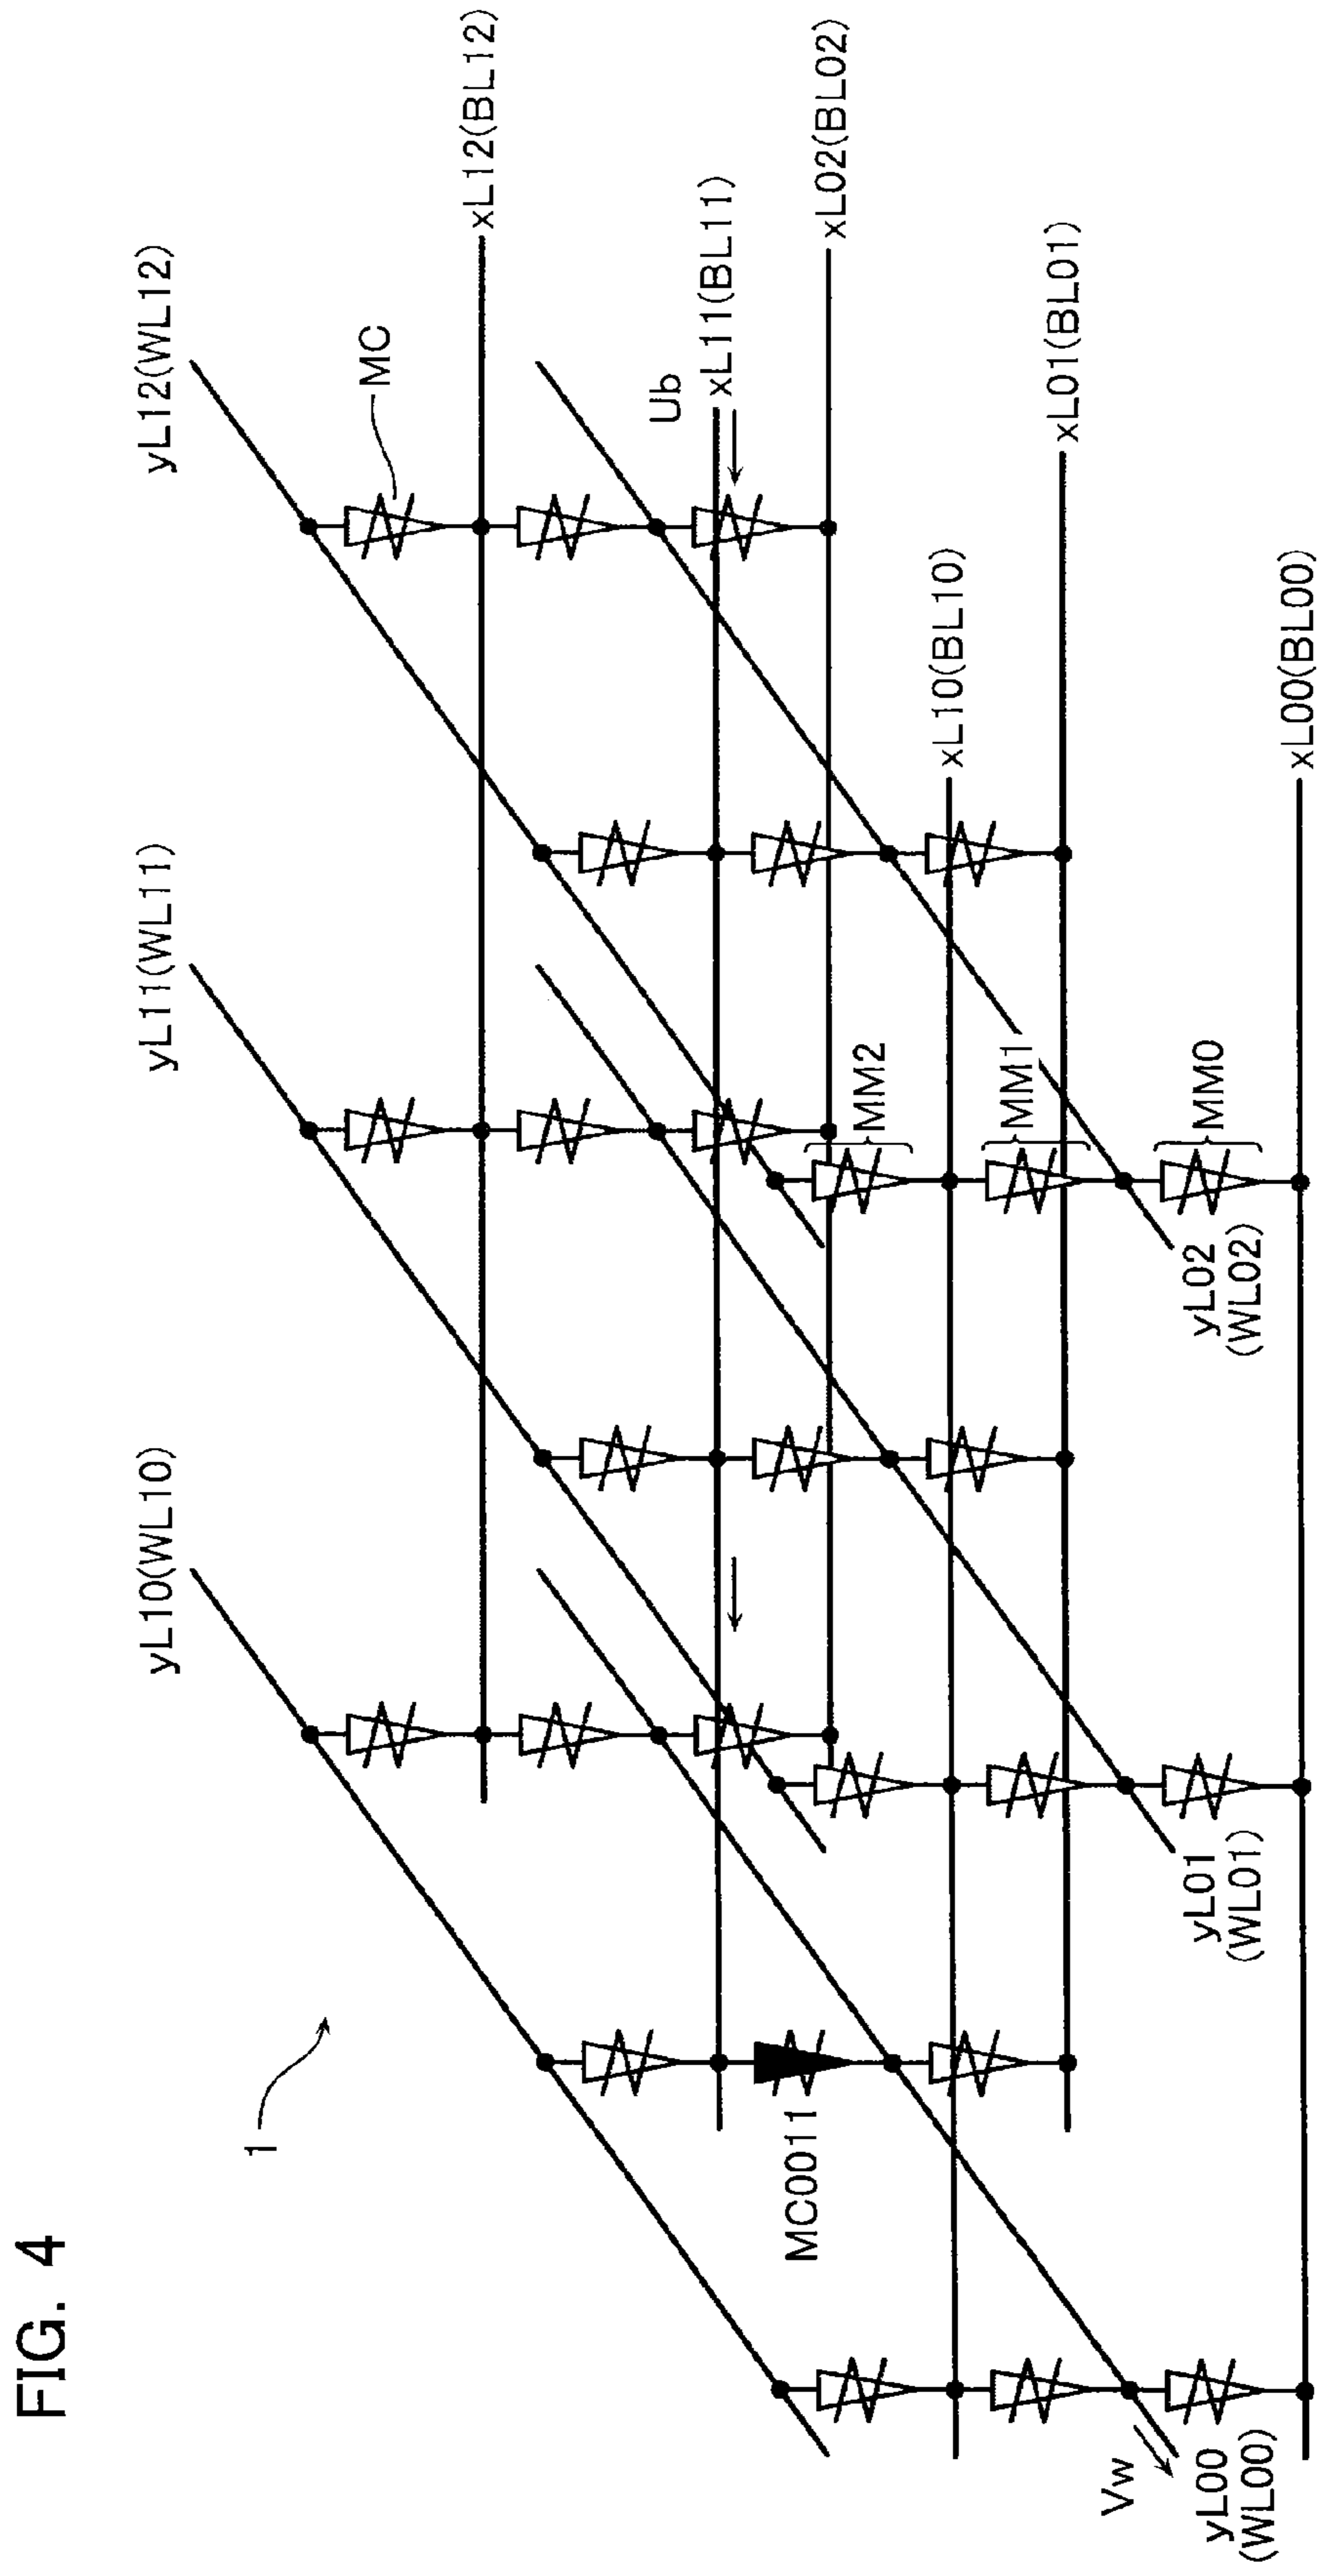 FIG. 4
1
yL10(WL10)
yL11(WL11)
yL12(WL12)
MC
xL12(BL12)
Ub
xL11(BL11)
xL02(BL02)
xL10(BL10)
xL01(BL01)
xL00(BL00)
MC0011
MM2
MM1
MM0
Vw
yL00
(WL00)
yL01
(WL01)
yL02
(WL02)